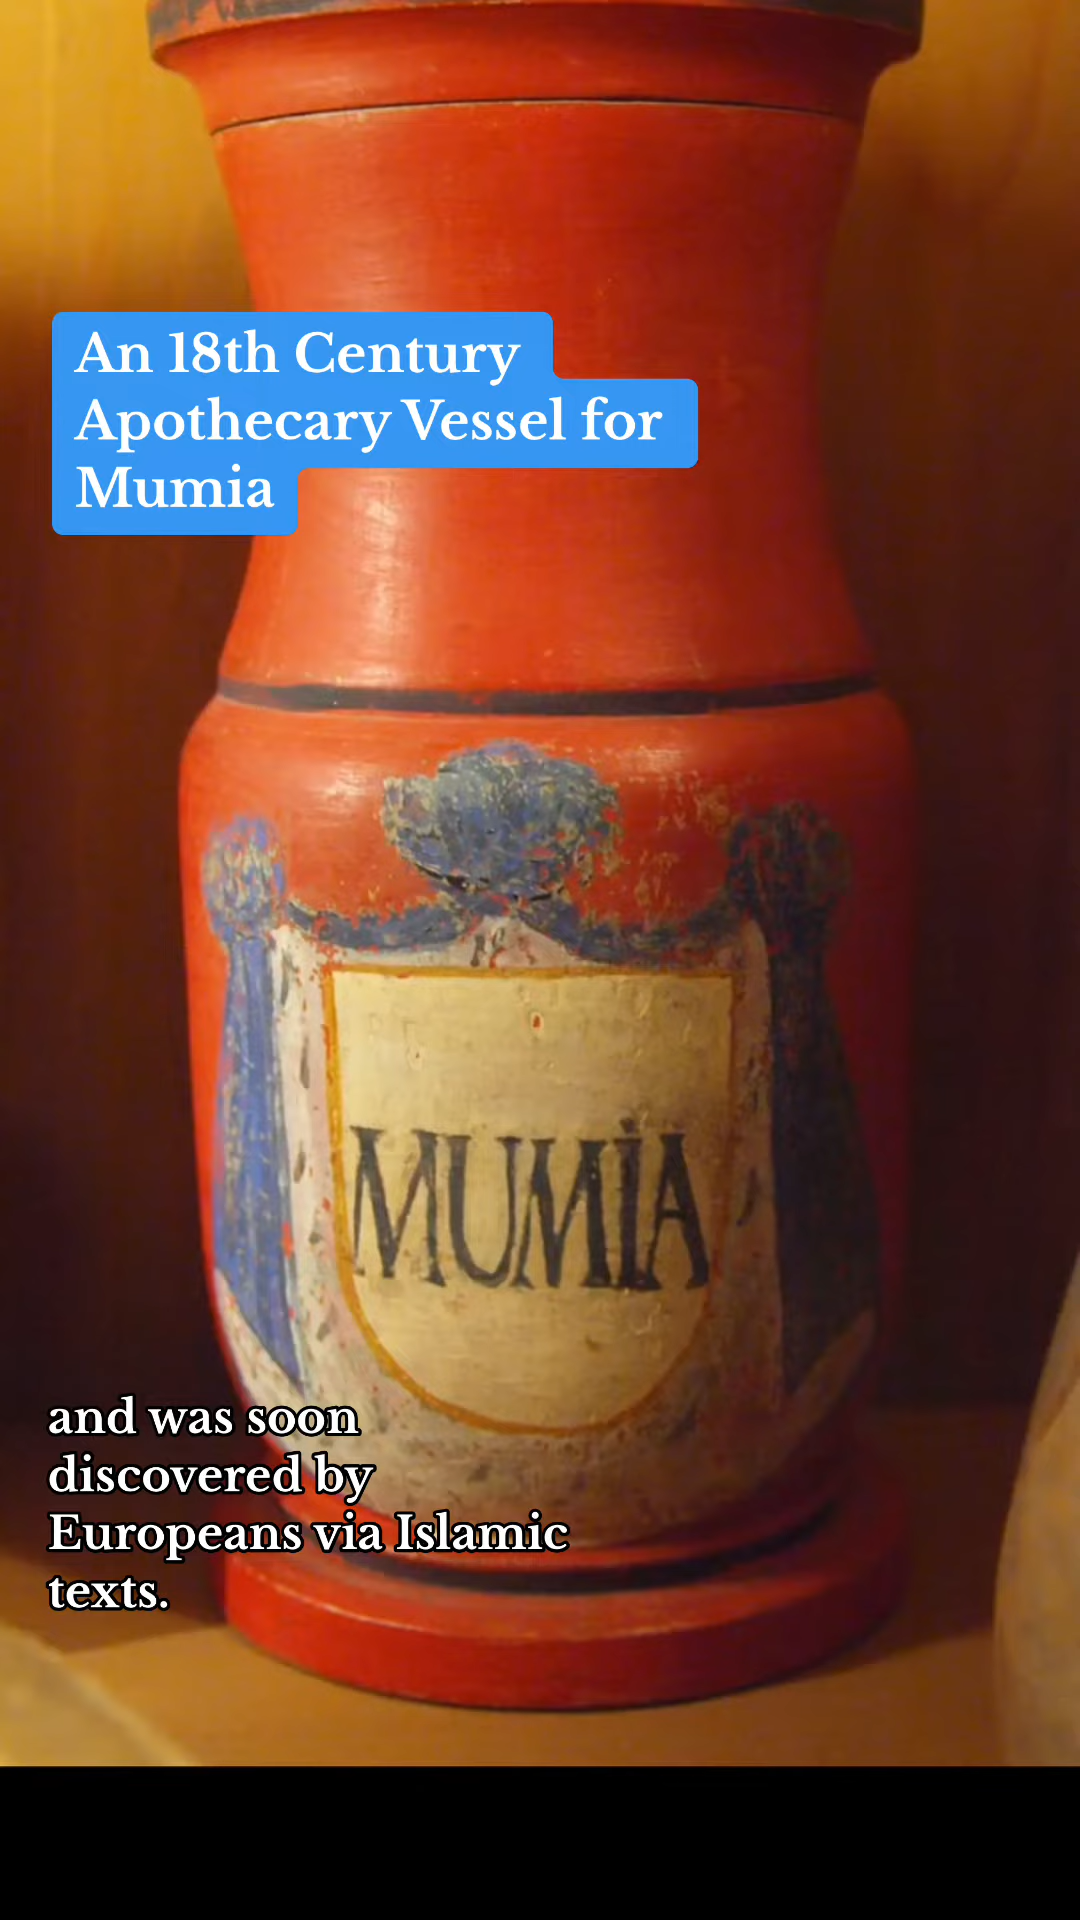 An 18th Century
Apothecary Vessel for
Mumia
MUMIA
and was soon
discovered by
Europeans via Islamic
texts.